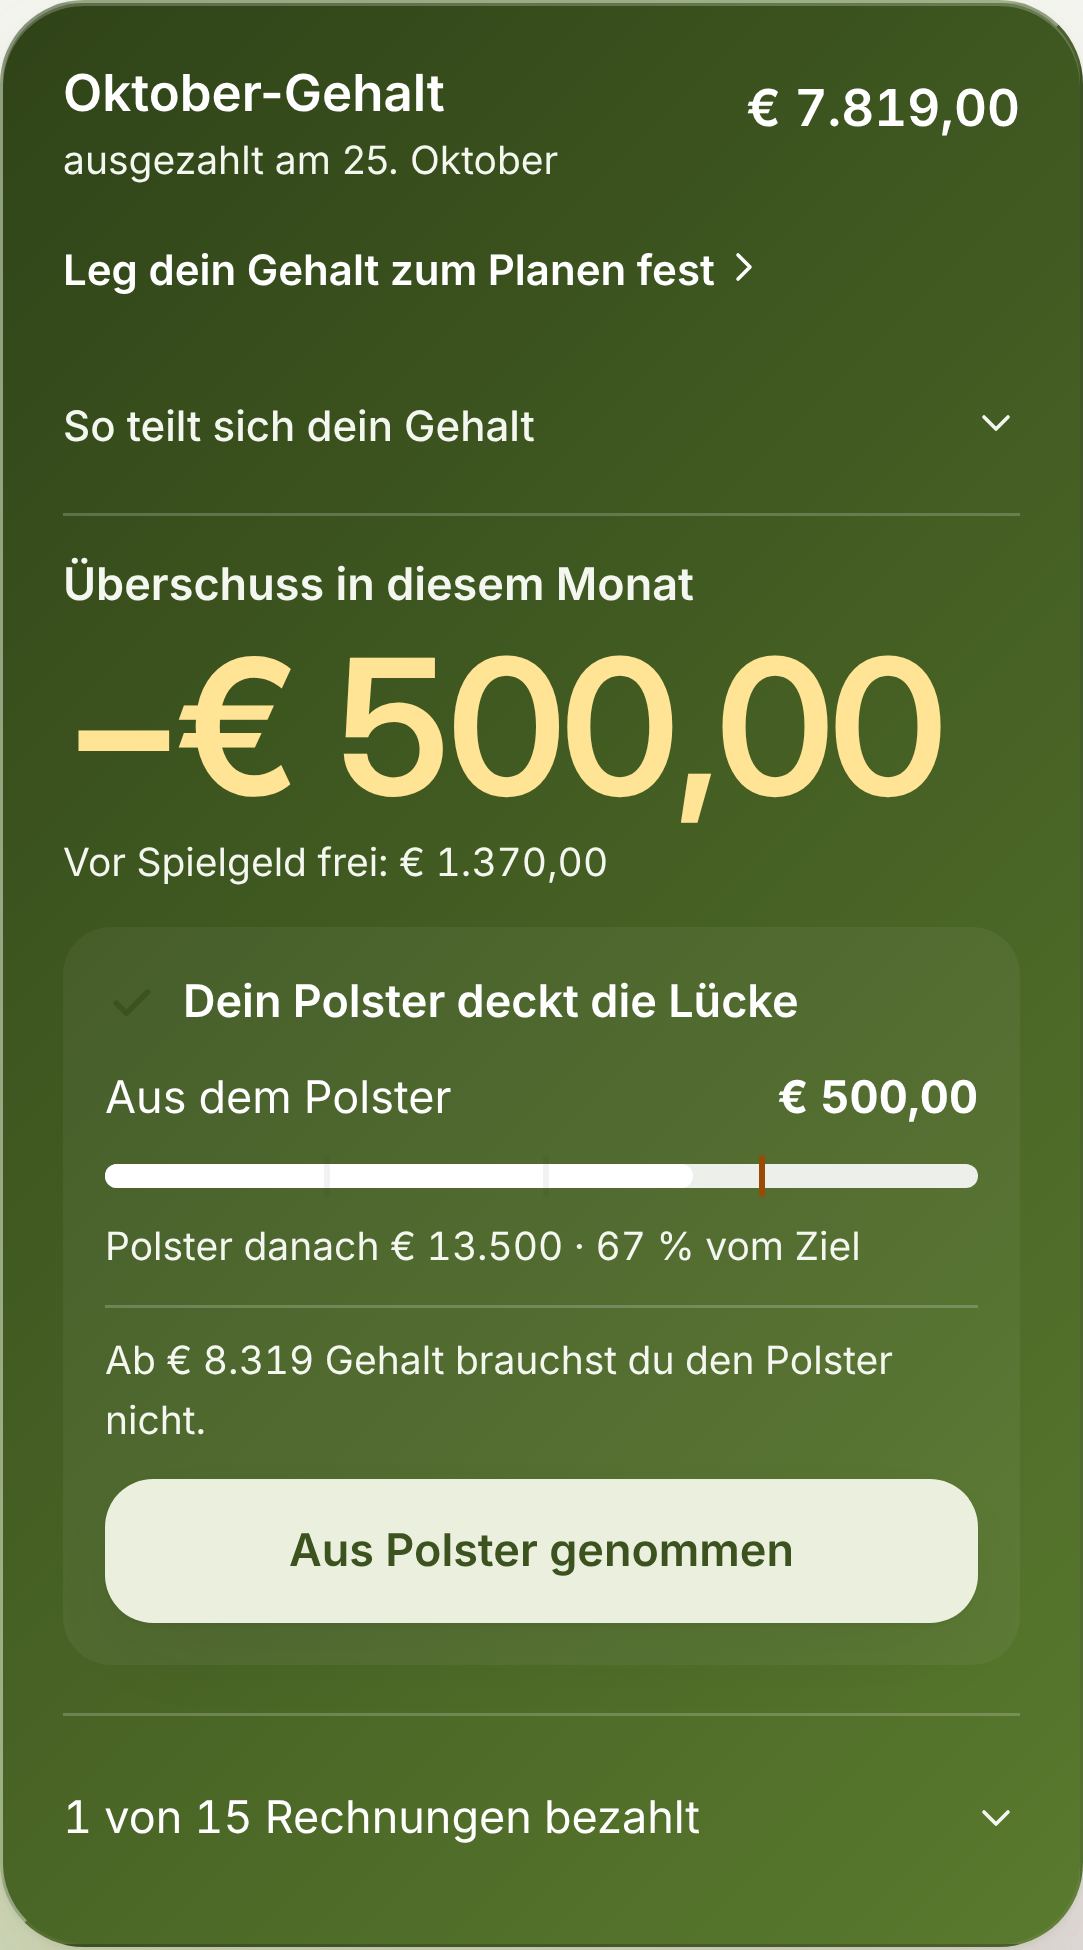 Oktober-Gehalt
€ 7.819,00
ausgezahlt am 25. Oktober
Leg dein Gehalt zum Planen fest
So teilt sich dein Gehalt
Überschuss in diesem Monat
–€ 500,00
Vor Spielgeld frei: € 1.370,00
Dein Polster deckt die Lücke
Aus dem Polster
€ 500,00
Polster danach € 13.500 · 67 % vom Ziel
Ab € 8.319 Gehalt brauchst du den Polster
nicht.
Aus Polster genommen
1 von 15 Rechnungen bezahlt